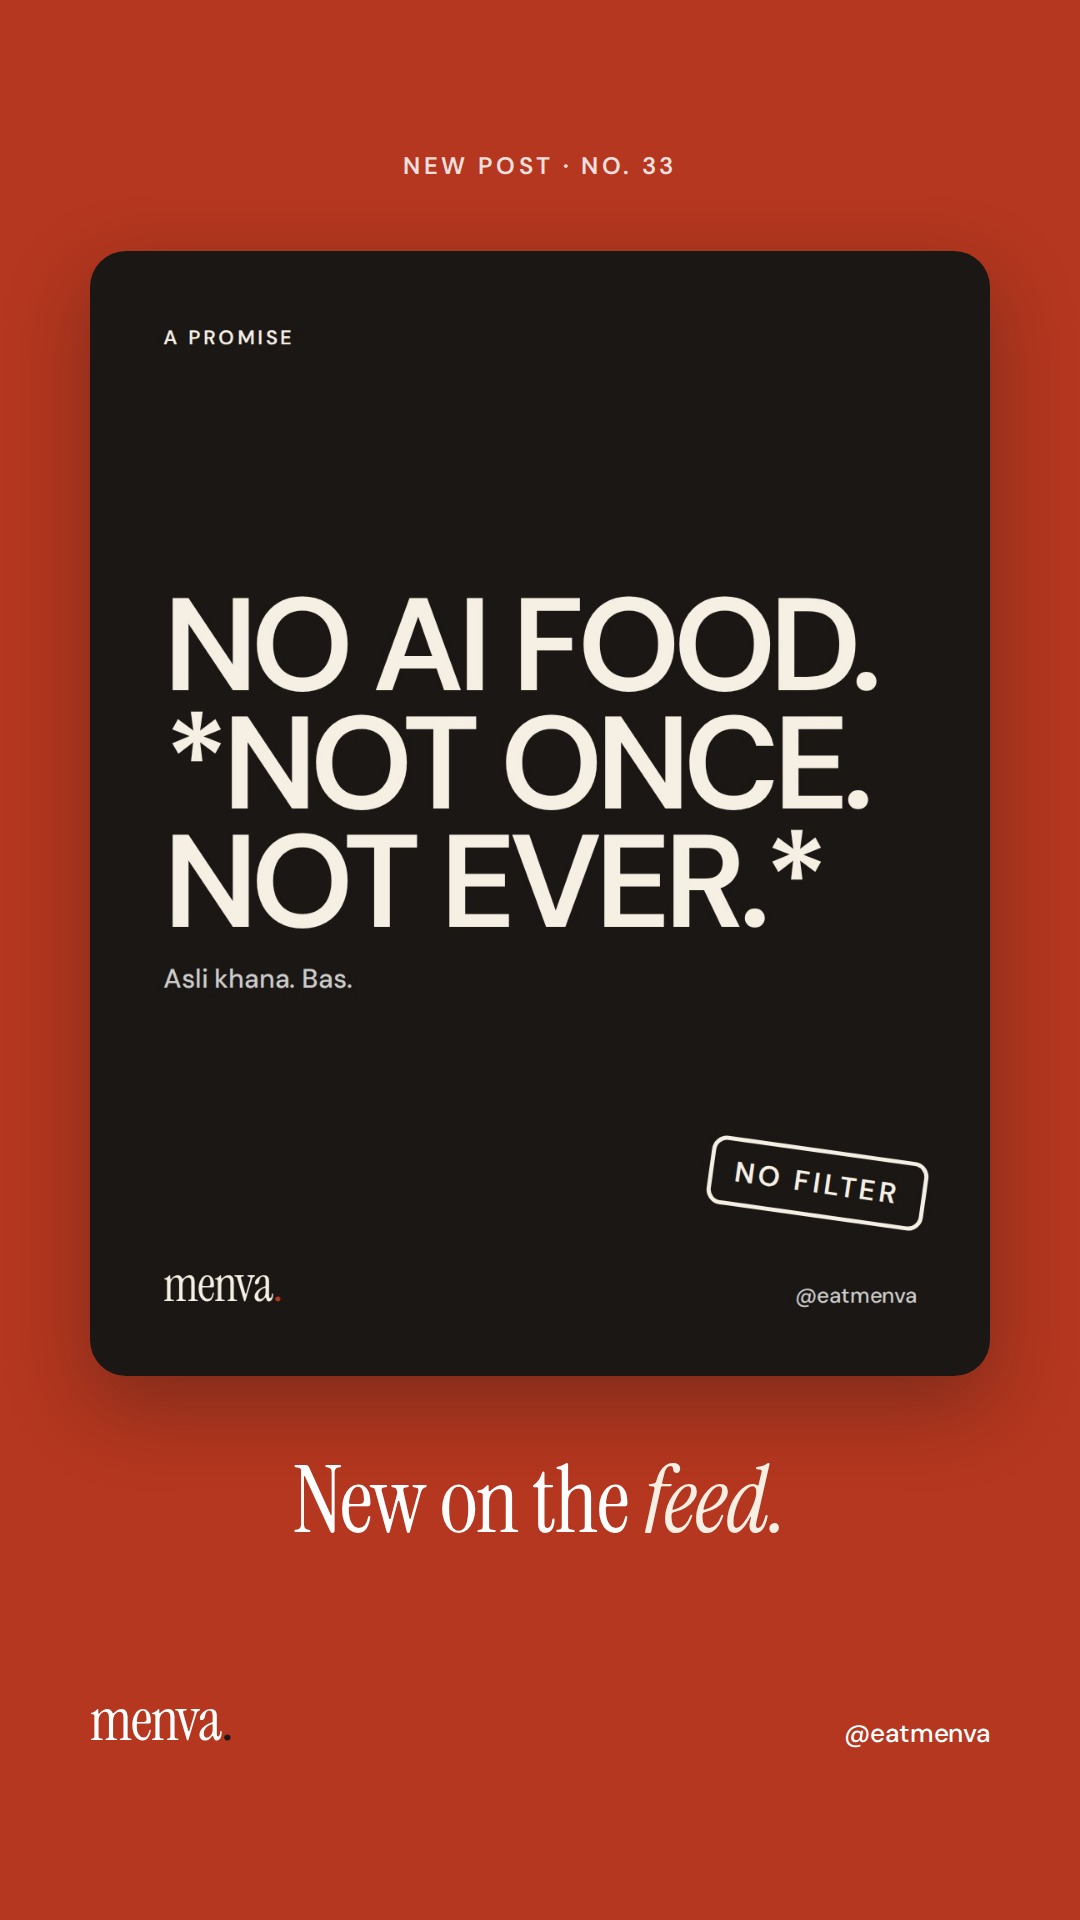 NEW POST · NO. 33
A PROMISE
NO AI FOOD.
*NOT ONCE.
NOT EVER.*
Asli khana. Bas.
NO FILTER
menva.
@eatmenva
New on the feed.
menva.
@eatmenva